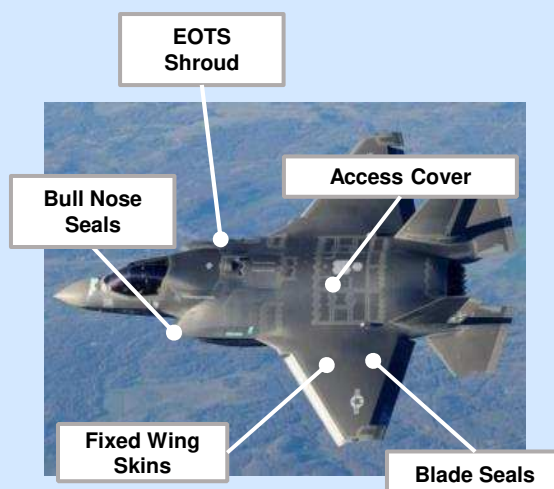 EOTS
Shroud
Access Cover
Bull Nose
Seals
Fixed Wing
Skins
Blade Seals